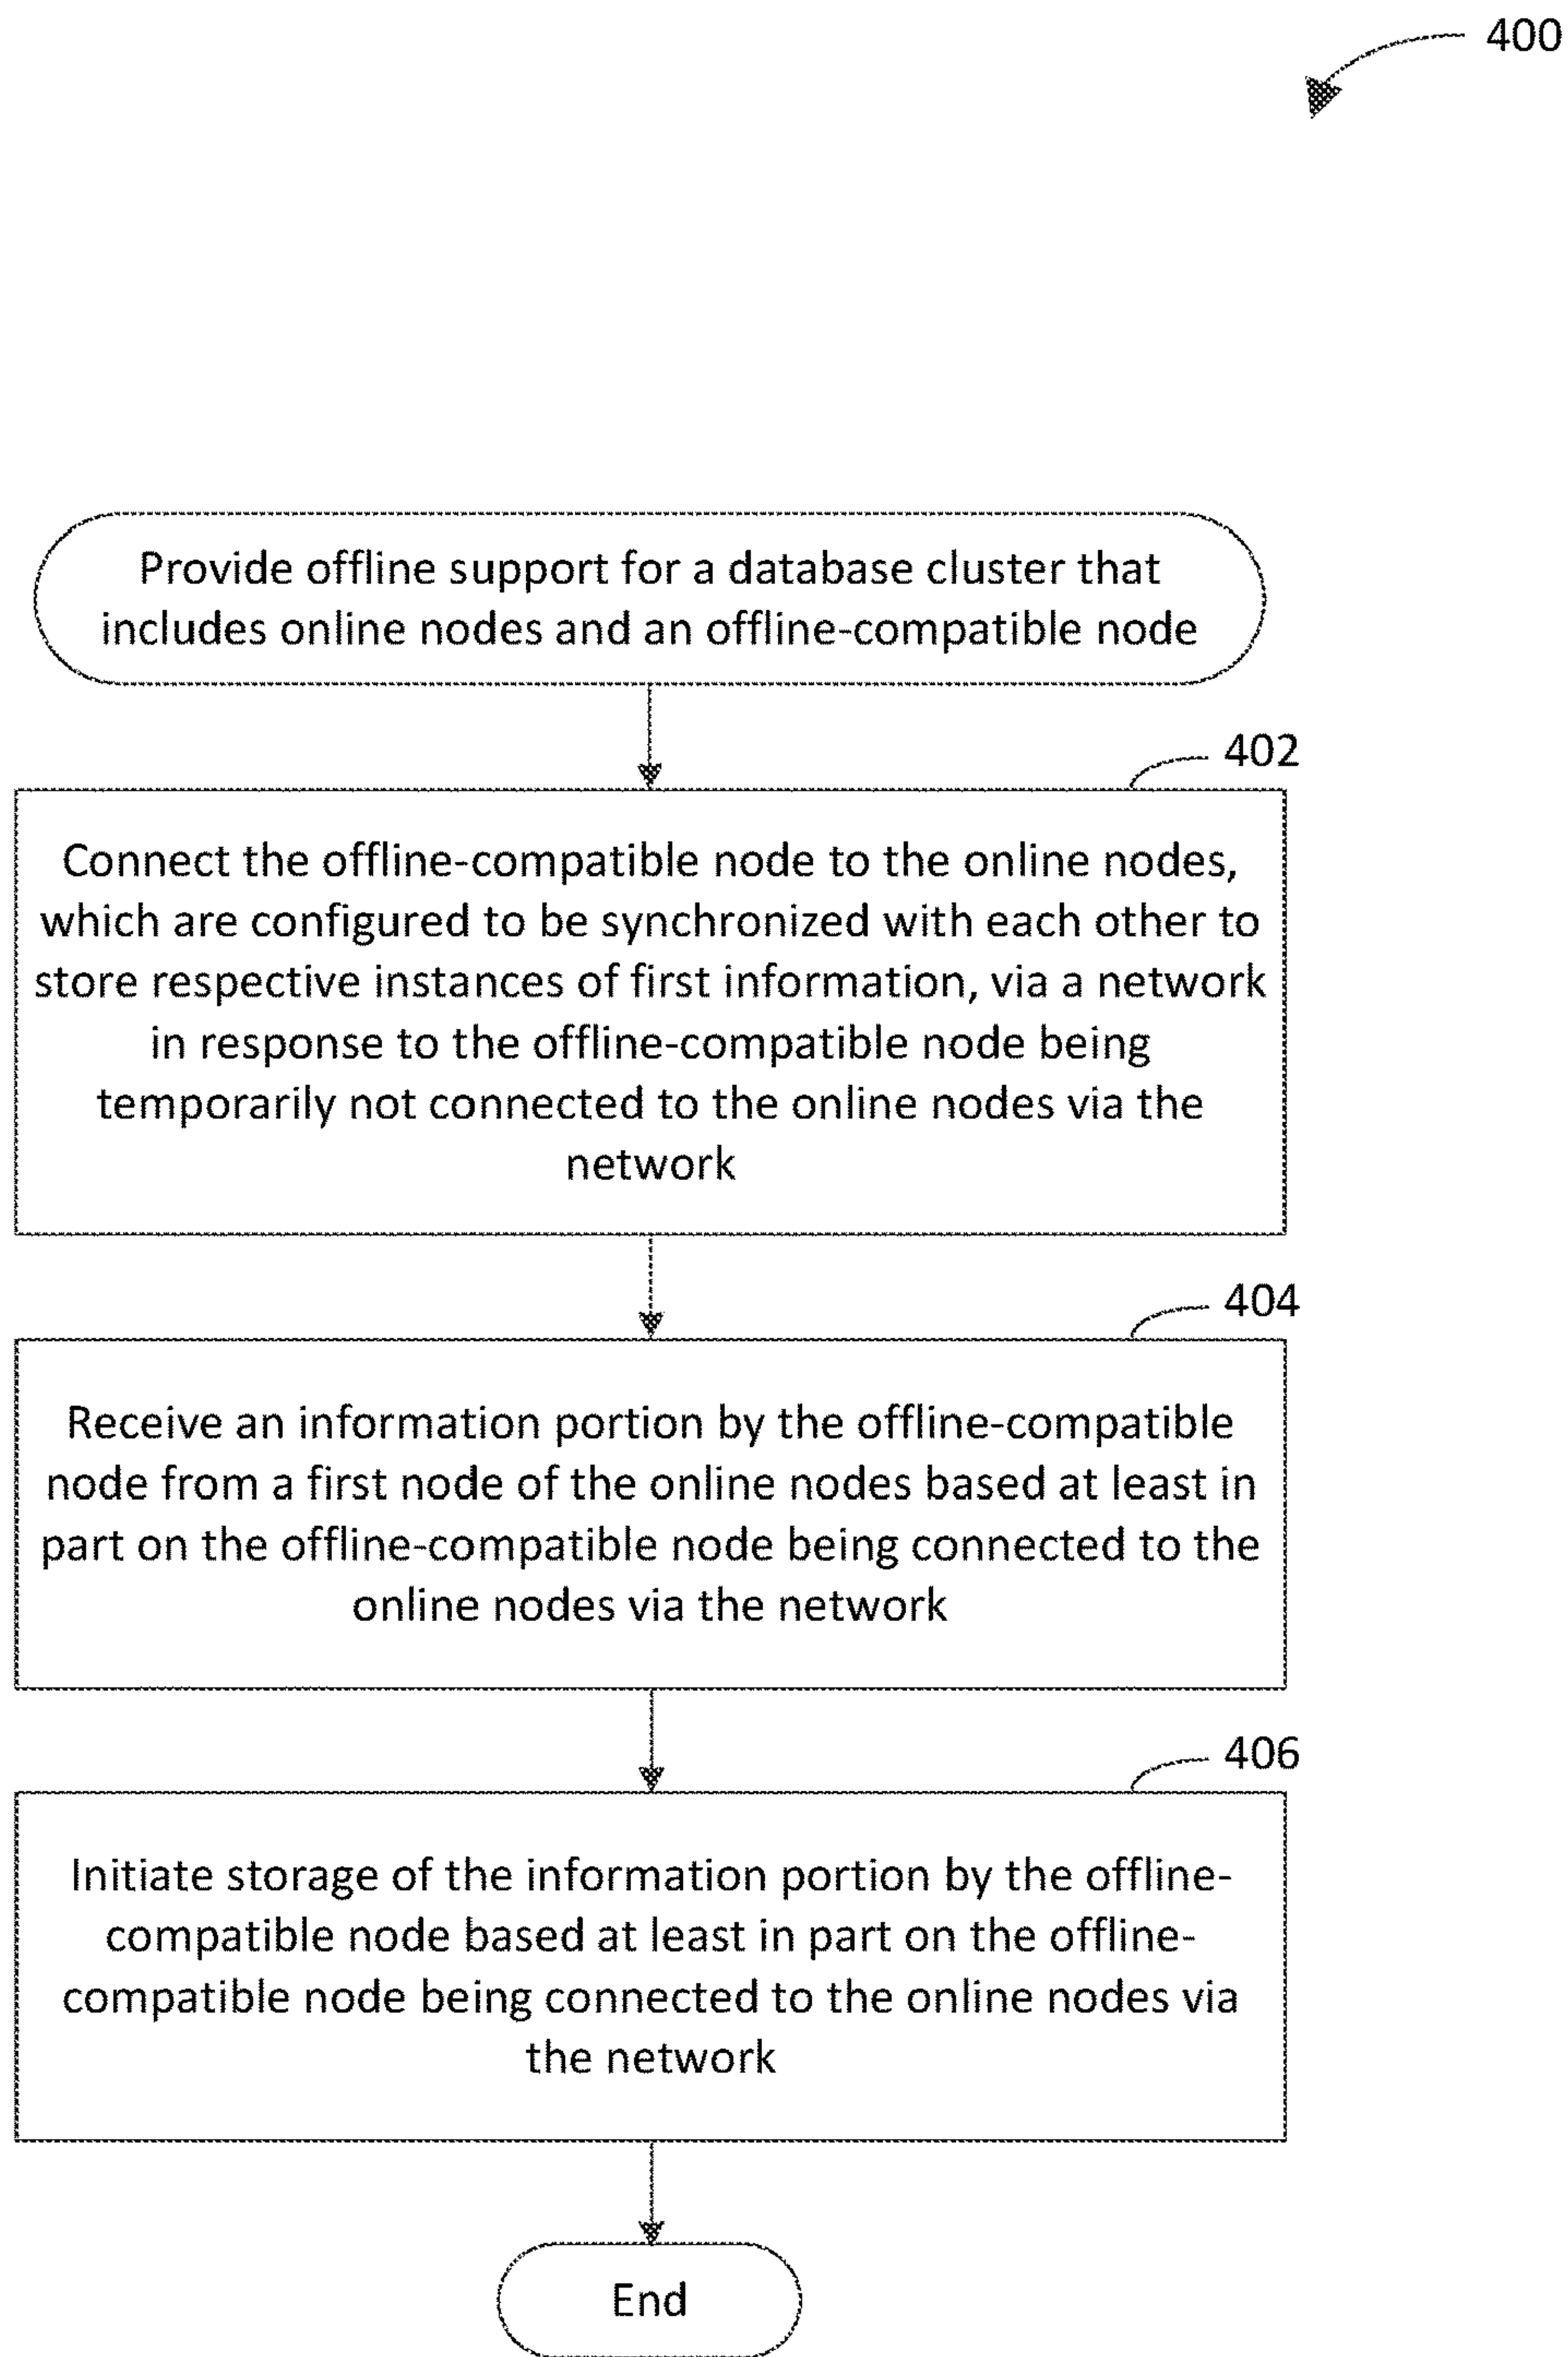 400
Provide offline support for a database cluster that
includes online nodes and an offline-compatible node
402
Connect the offline-compatible node to the online nodes,
which are configured to be synchronized with each other to
store respective instances of first information, via a network
in response to the offline-compatible node being
temporarily not connected to the online nodes via the
network
404
Receive an information portion by the offline-compatible
node from a first node of the online nodes based at least in
part on the offline-compatible node being connected to the
online nodes via the network
406
Initiate storage of the information portion by the offline-
compatible node based at least in part on the offline-
compatible node being connected to the online nodes via
the network
End